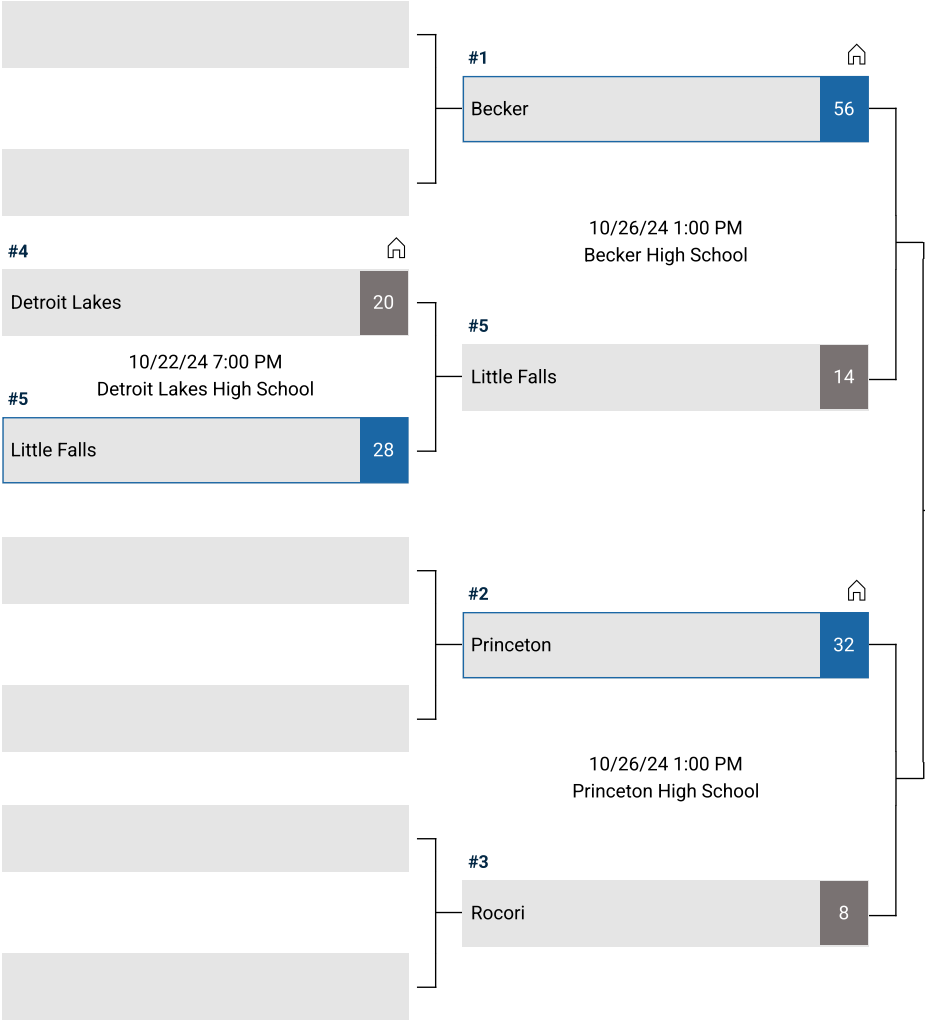 #1
Becker
56
10/26/24 1:00 PM
Becker High School
#4
Detroit Lakes
20
10/22/24 7:00 PM
Detroit Lakes High School
#5
Little Falls
28
#5
Little Falls
14
#2
Princeton
32
10/26/24 1:00 PM
Princeton High School
#3
Rocori
8